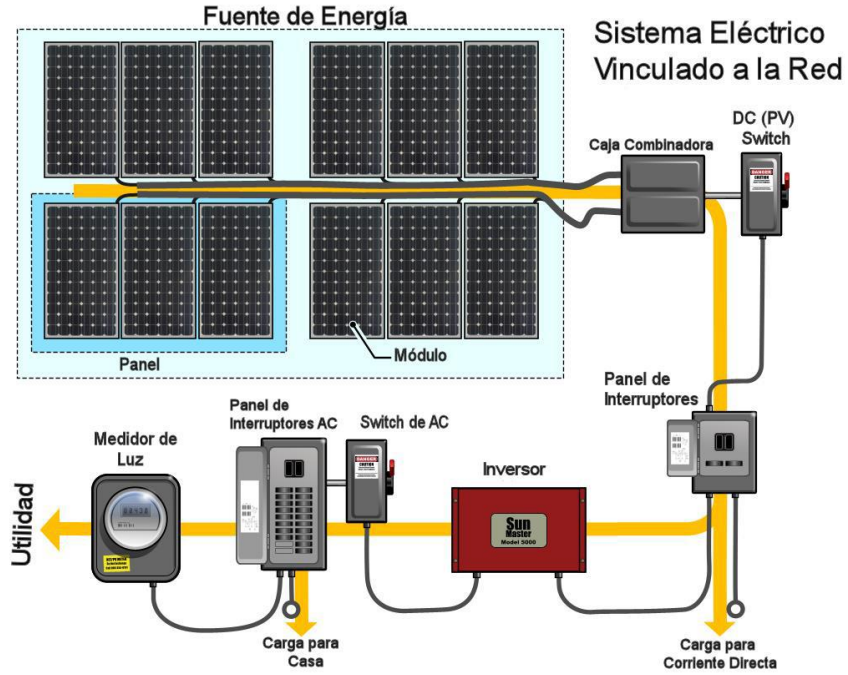 Fuente de Energía
Sistema Eléctrico
Vinculado a la Red
DC (PV)
Switch
Caja Combinadora
DANGER
Panel
Módulo
Panel de
Interruptores
Panel de
Interruptores AC
Switch de AC
Medidor de
Luz
Inversor
DANGER
Sun
Master
Model 5000
Utilidad
Carga para
Casa
Carga para
Corriente Directa